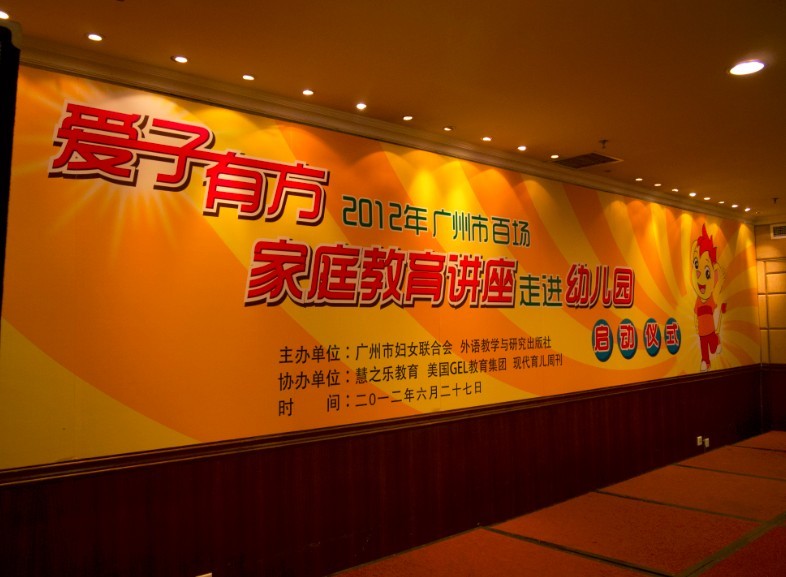 爱子有方
2012年广州市百场
家庭教育讲座走进幼儿园
启动仪式
主办单位：广州市妇女联合会 外语教学与研究出版社
协办单位：慧之乐教育 美国GEL教育集团 现代育儿周刊
时 间：二0一二年六月二十七日